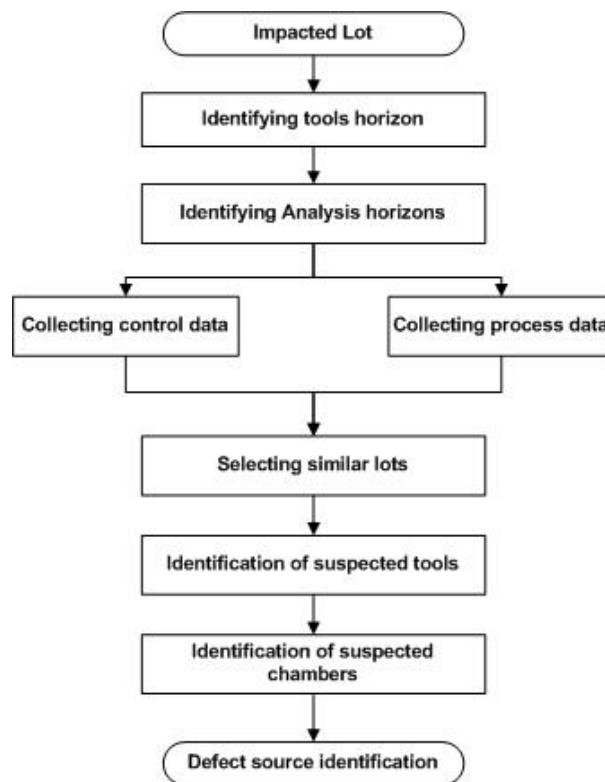 Impacted Lot
Identifying tools horizon
Identifying Analysis horizons
Collecting control data
Collecting process data
Selecting similar lots
Identification of suspected tools
Identification of suspected
chambers
Defect source identification